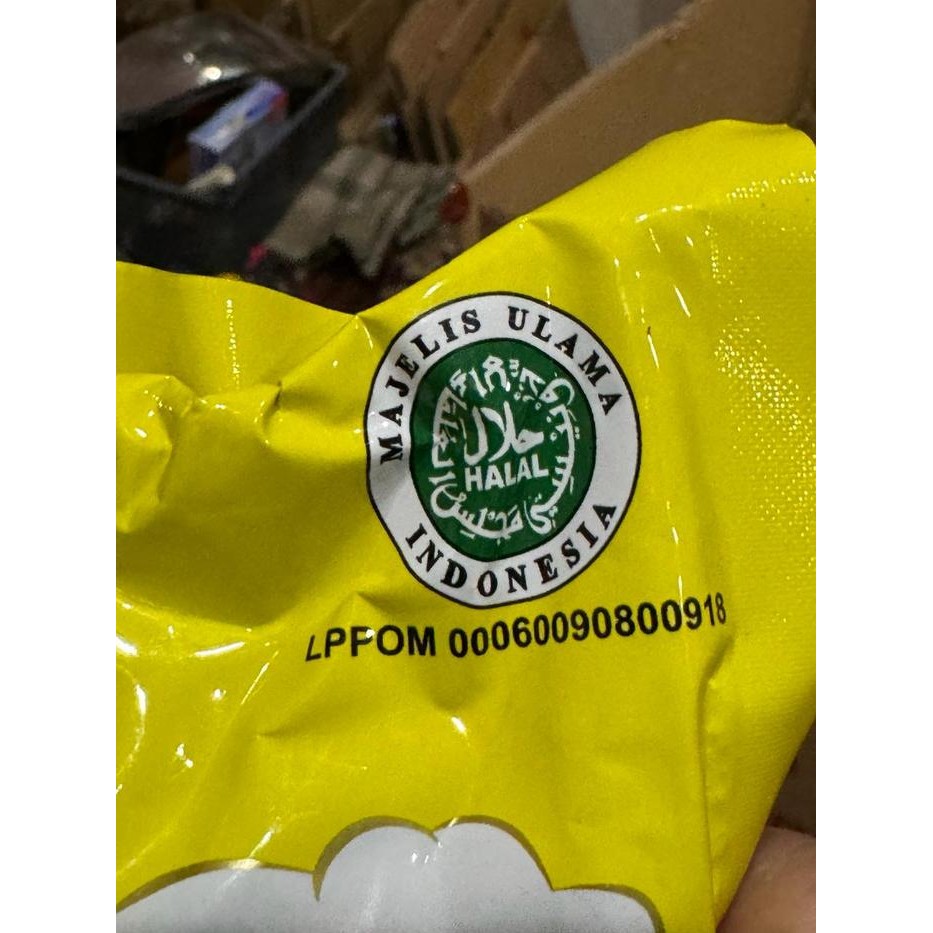 MAJELIS ULAMA
حلال
HALAL
INDONESIA
LPPOM 00060090800918